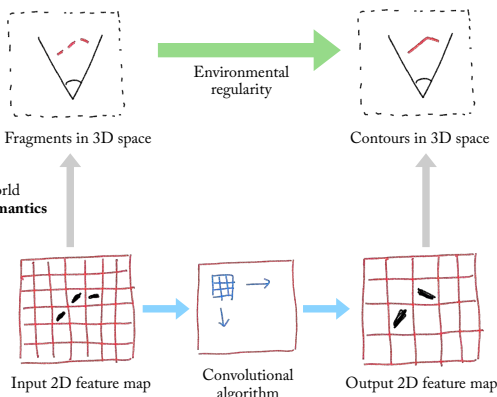 Environmental
regularity
Fragments in 3D space
Contours in 3D space
mantics
Input 2D feature map
Convolutional
algorithm
Output 2D feature map